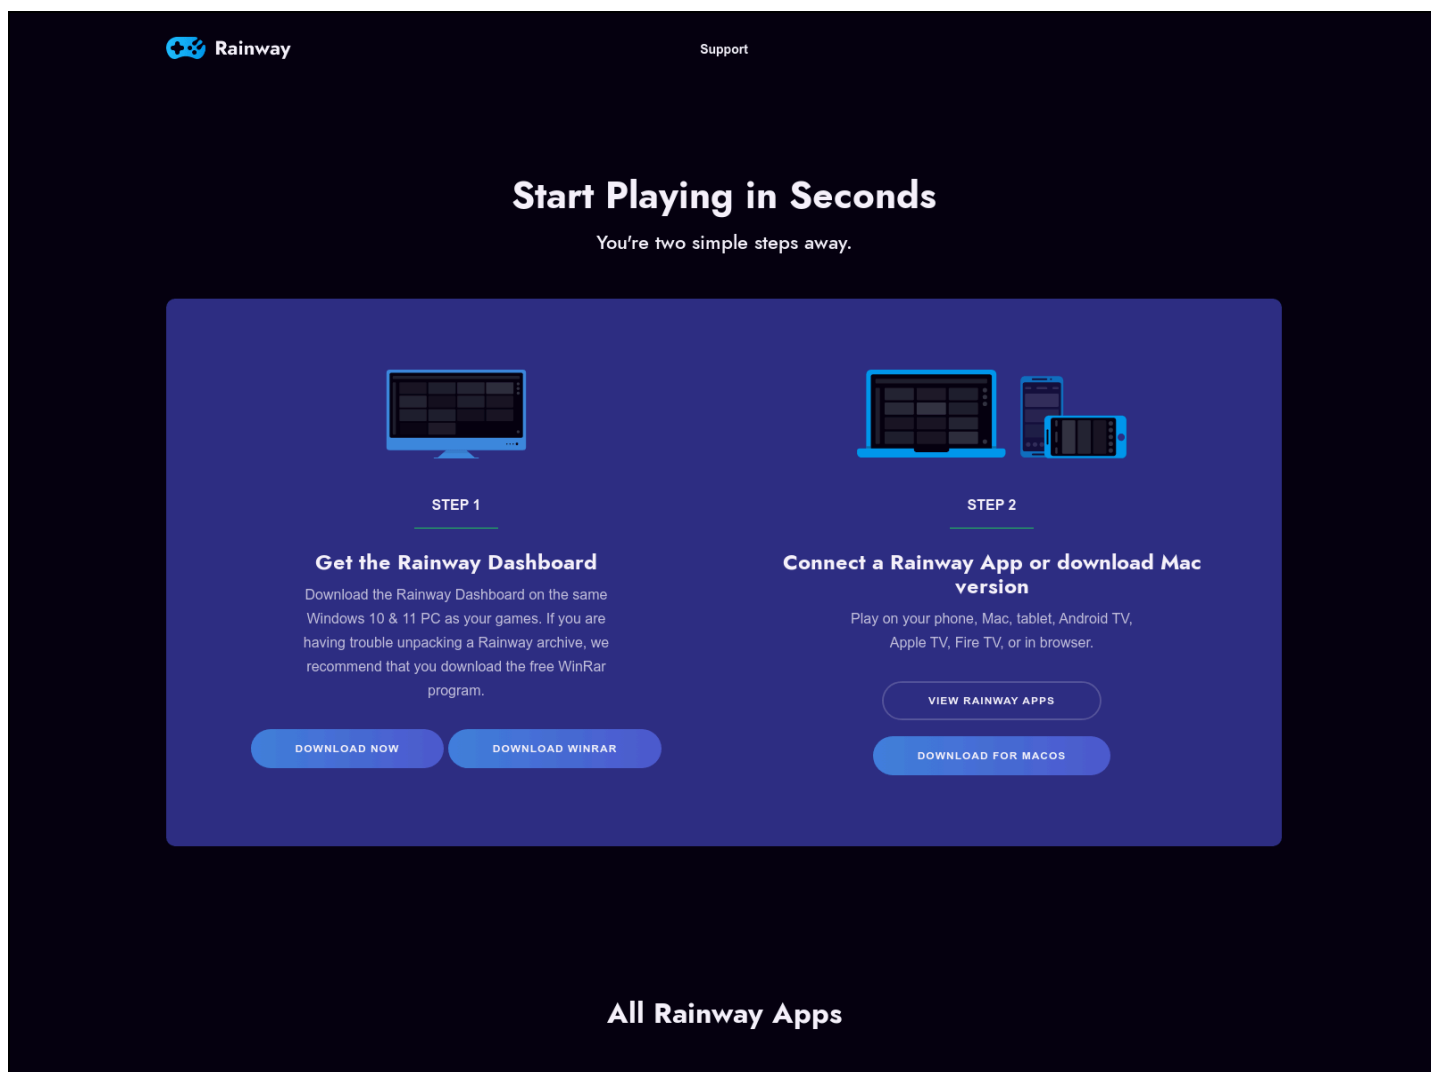 Rainway
Support
Start Playing in Seconds
You're two simple steps away.
STEP 1
Get the Rainway Dashboard
Download the Rainway Dashboard on the same
Windows 10 & 11 PC as your games. If you are
having trouble unpacking a Rainway archive, we
recommend that you download the free WinRar
program.
DOWNLOAD NOW
DOWNLOAD WINRAR
STEP 2
Connect a Rainway App or download Mac
version
Play on your phone, Mac, tablet, Android TV,
Apple TV, Fire TV, or in browser.
VIEW RAINWAY APPS
DOWNLOAD FOR MACOS
All Rainway Apps